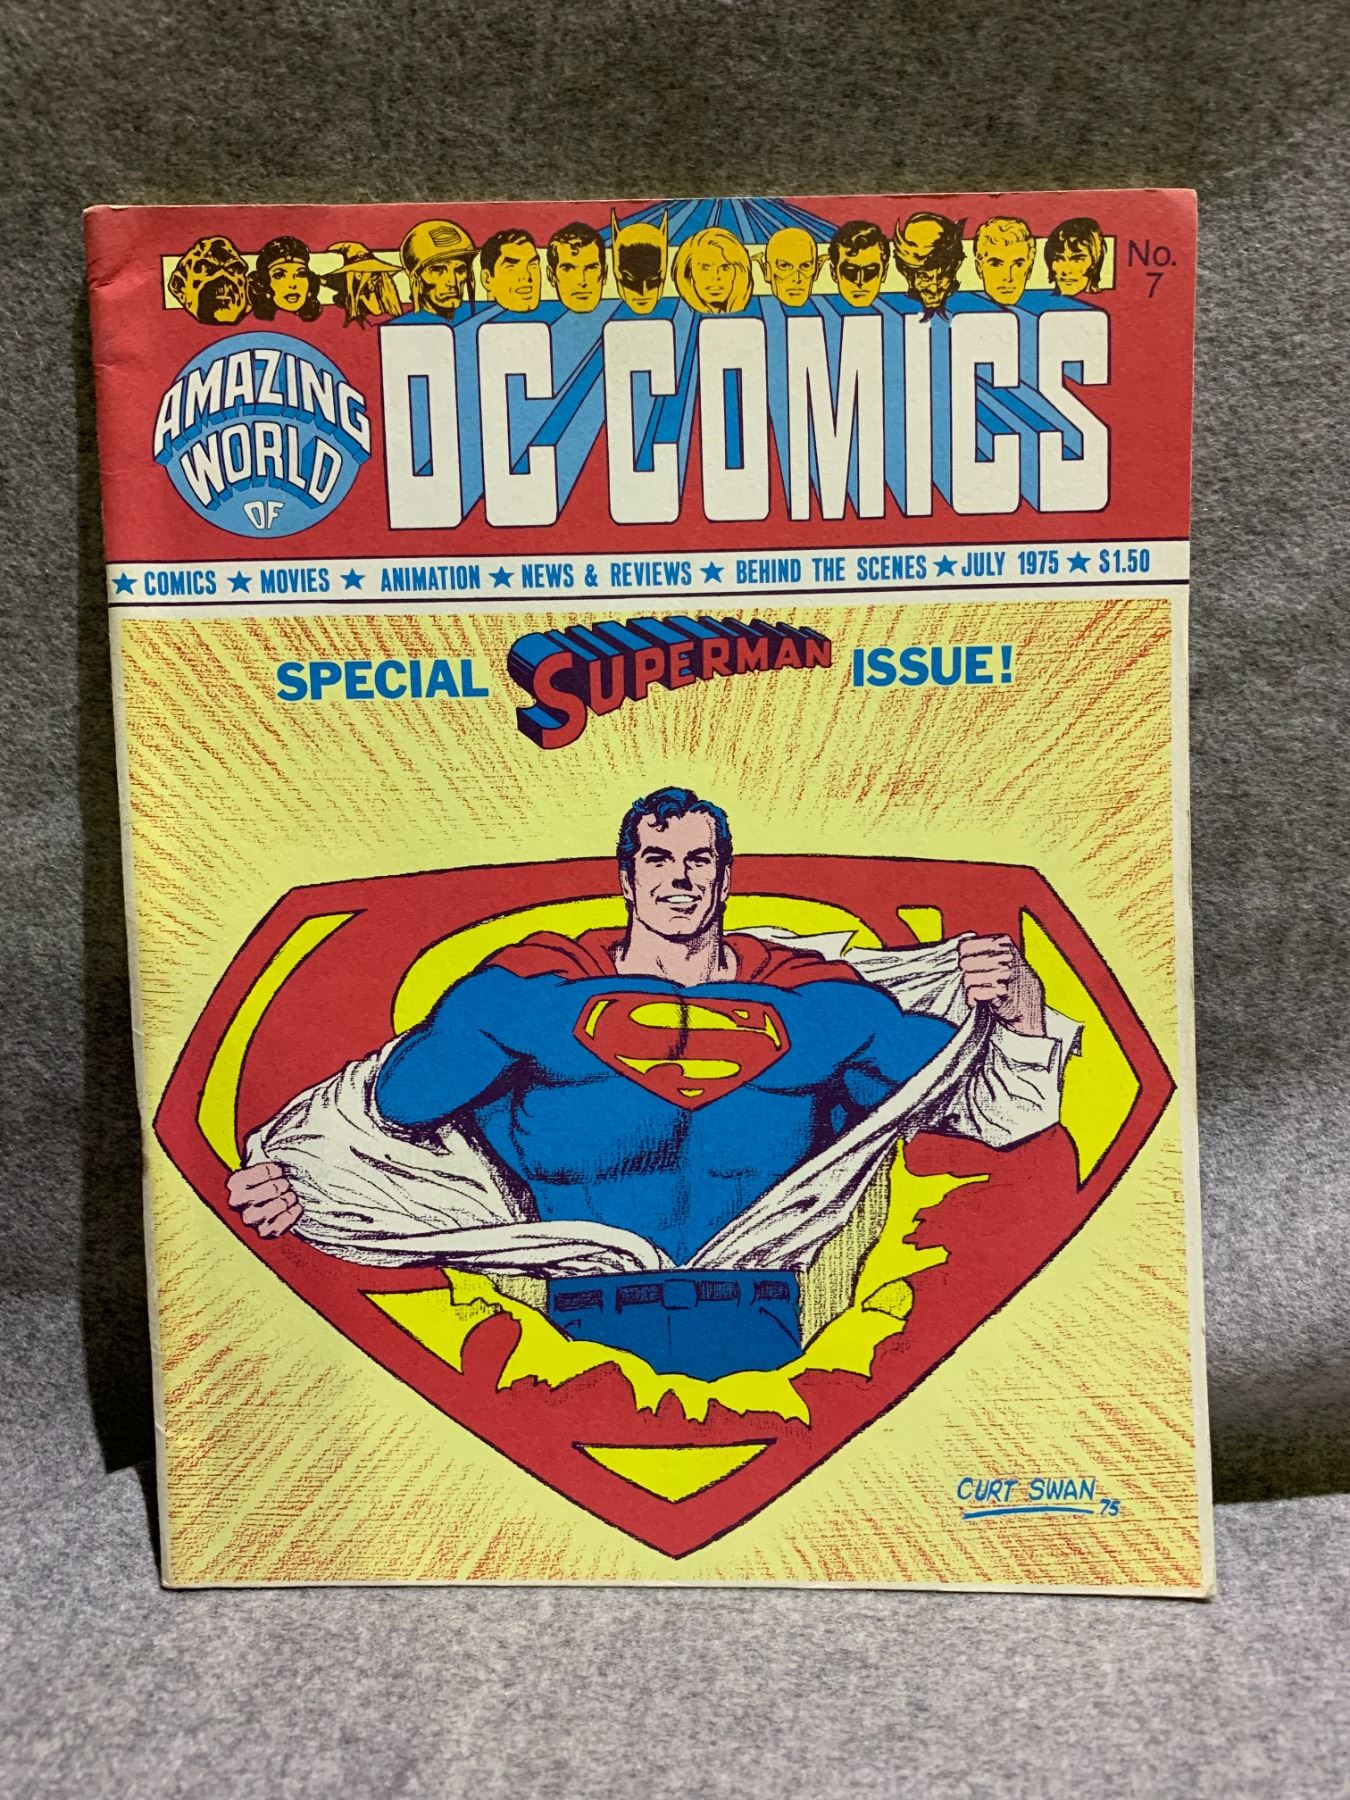 No.
7
AMAZING
WORLD
OF
DC COMICS
★ COMICS ★ MOVIES ★ ANIMATION ★ NEWS & REVIEWS ★ BEHIND THE SCENES ★ JULY 1975 ★ $1.50
SPECIAL SUPERMAN ISSUE!
S
CURT SWAN
75